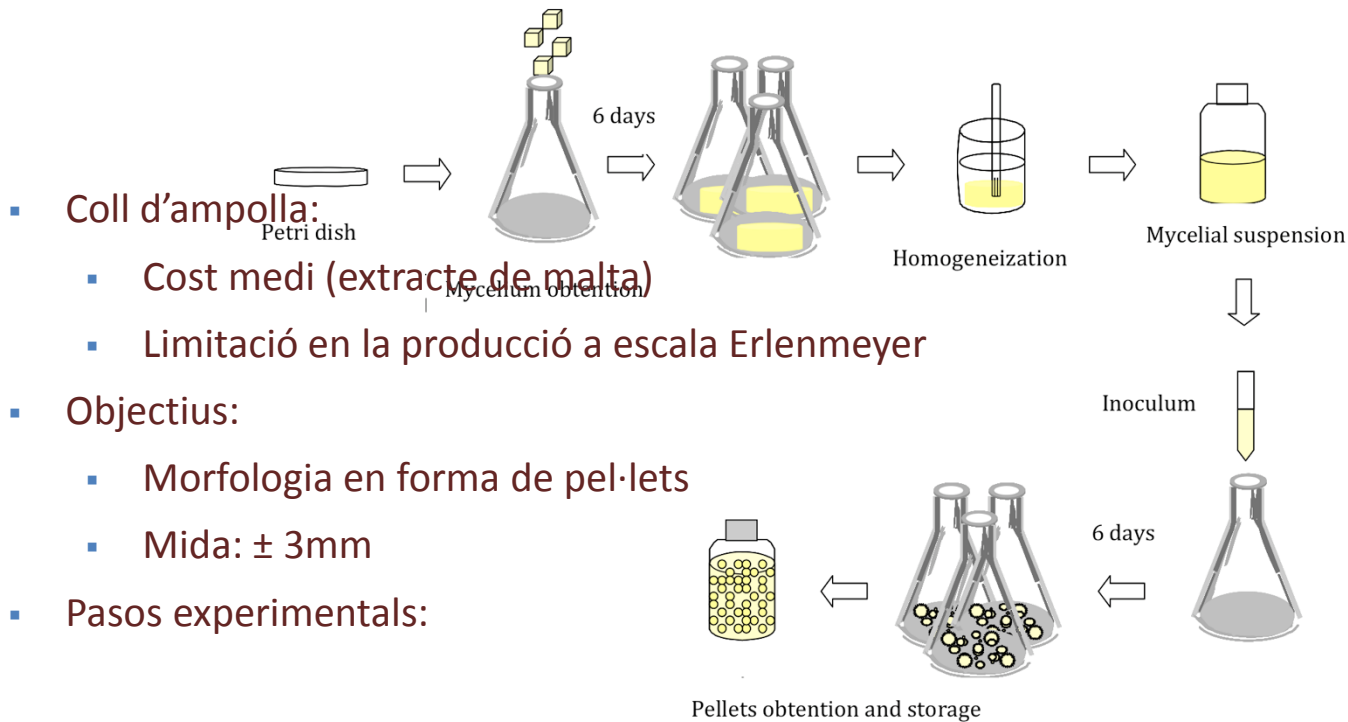 6 days
▪ Coll d’ampolla:
Petri dish
Mycelial suspension
Homogeneization
▪ Cost medi (extracte de malta)
Mycelium obtention
▪ Limitació en la producció a escala Erlenmeyer
Inoculum
▪ Objectius:
▪ Morfologia en forma de pel·lets
▪ Mida: ± 3mm
6 days
▪ Pasos experimentals:
Pellets obtention and storage